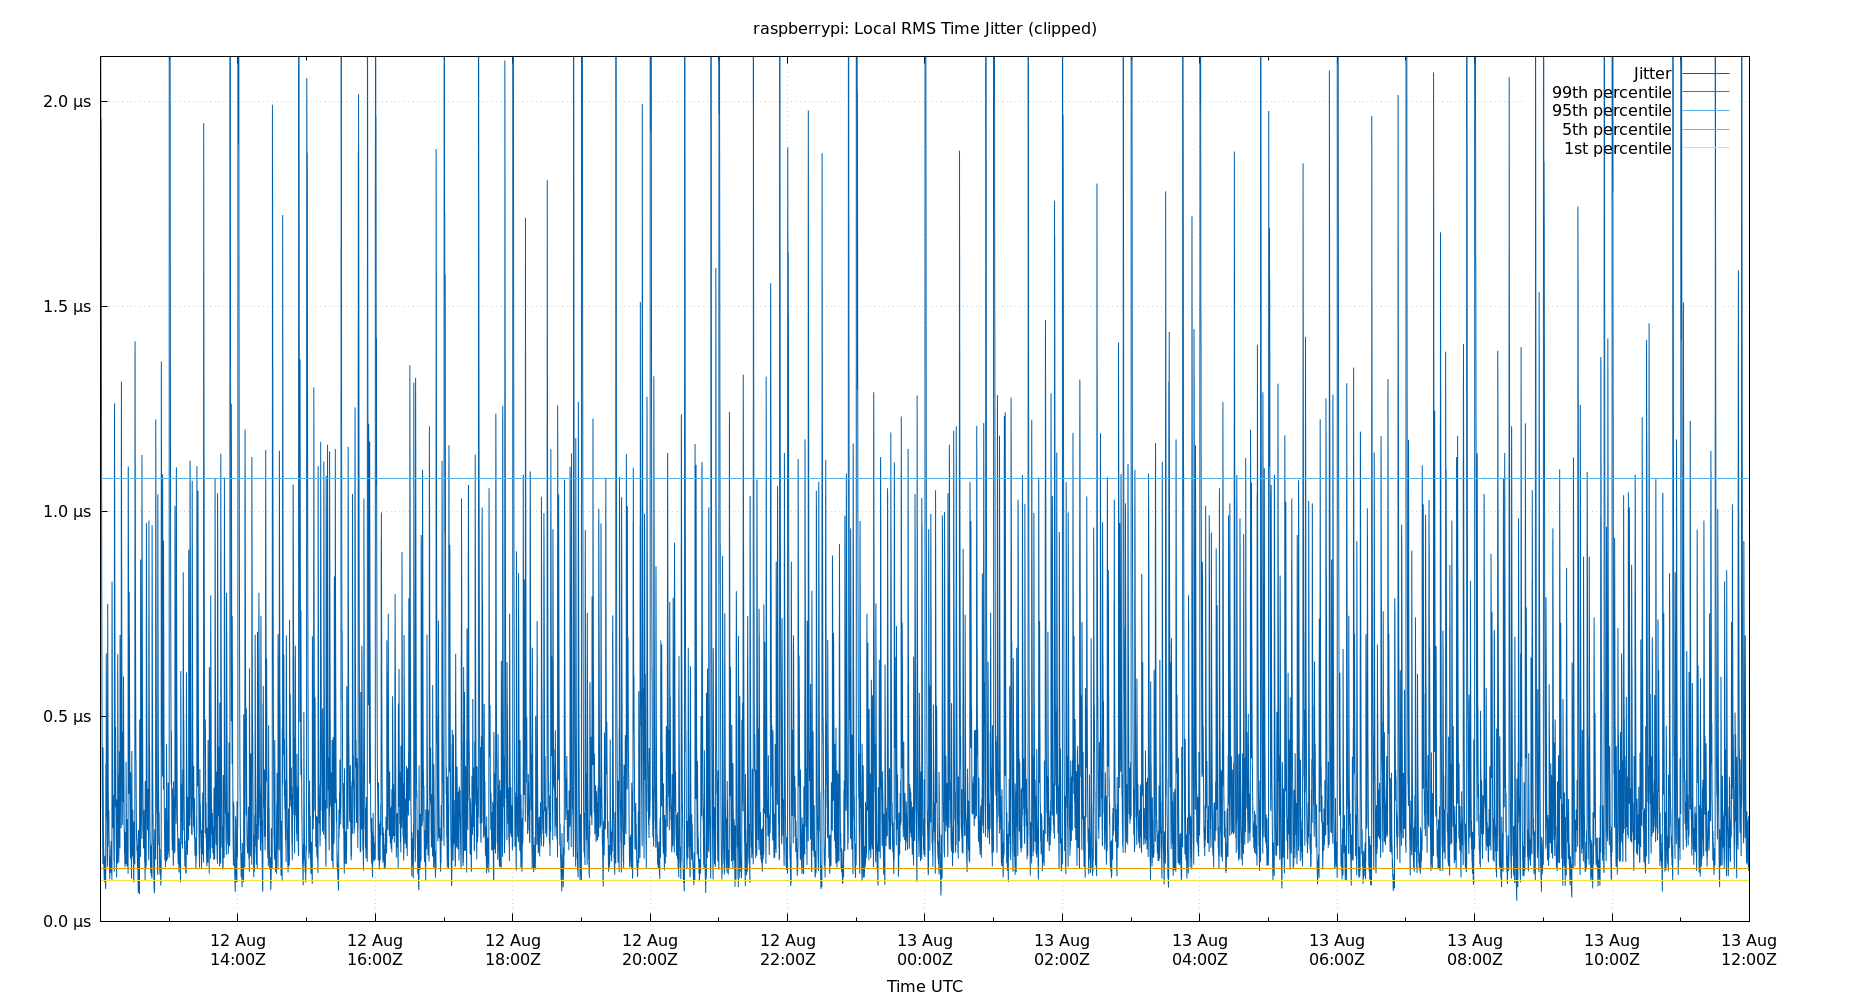 raspberrypi: Local RMS Time Jitter (clipped)
Jitter
99th percentile
95th percentile
5th percentile
1st percentile
2.0 µs
1.5 µs
1.0 µs
0.5 µs
0.0 µs
12 Aug 12 Aug 12 Aug 12 Aug 12 Aug 13 Aug 13 Aug 13 Aug 13 Aug 13 Aug 13 Aug 13 Aug
14:00Z 16:00Z 18:00Z 20:00Z 22:00Z 00:00Z 02:00Z 04:00Z 06:00Z 08:00Z 10:00Z 12:00Z
Time UTC